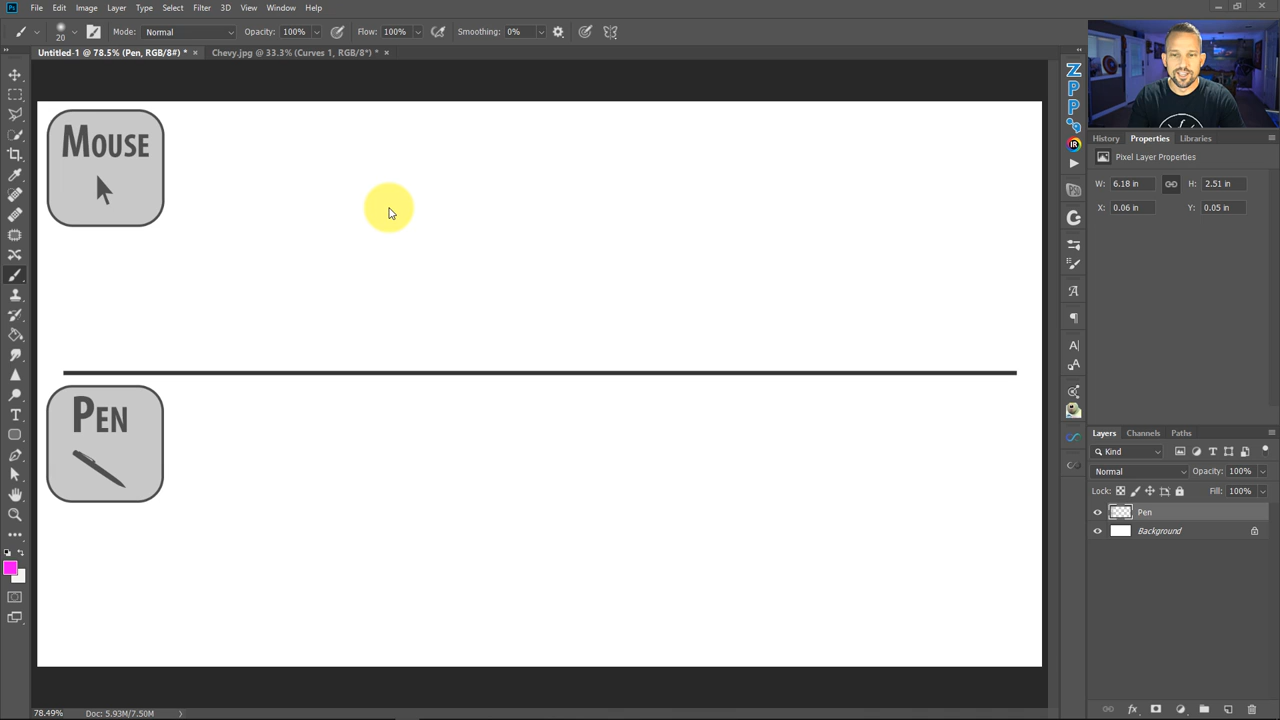 File Edit Image Layer Type Select Filter 3D View Window Help
20 Mode: Normal Opacity: 100% Flow: 100% Smoothing: 0%
Untitled-1 @ 78.5% (Pen, RGB/8#) * × Chevy.jpg @ 33.3% (Curves 1, RGB/8*) * ×
MOUSE
PEN
History Properties Libraries
Pixel Layer Properties
W: 6.18 in H: 2.51 in
X: 0.06 in Y: 0.05 in
Layers Channels Paths
Kind
Normal Opacity: 100%
Lock: Fill: 100%
Pen
Background
78.49% Doc: 5.93M/7.50M